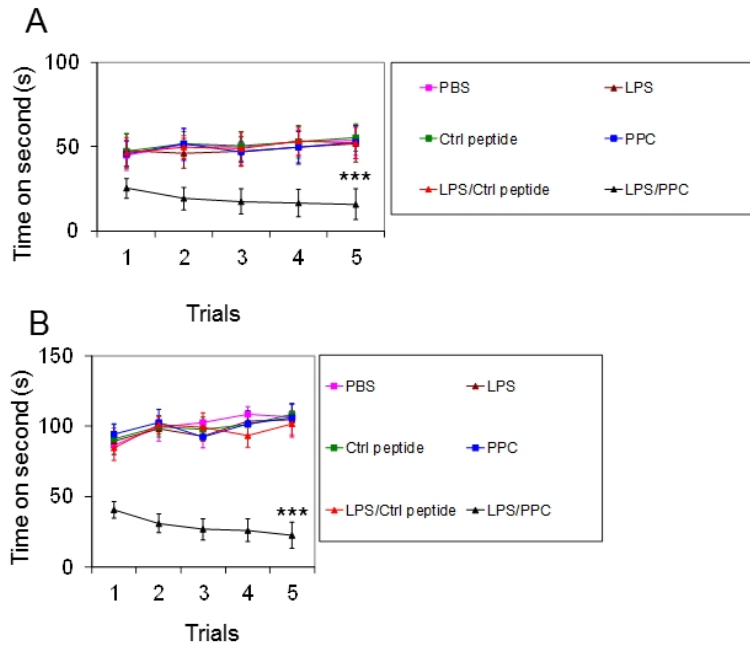 A
Time on second (s)
100
50
0
1 2 3 4 5
Trials
***
PBS LPS
Ctrl peptide PPC
LPS/Ctrl peptide LPS/PPC
B
Time on second (s)
150
100
50
0
1 2 3 4 5
Trials
***
PBS LPS
Ctrl peptide PPC
LPS/Ctrl peptide LPS/PPC